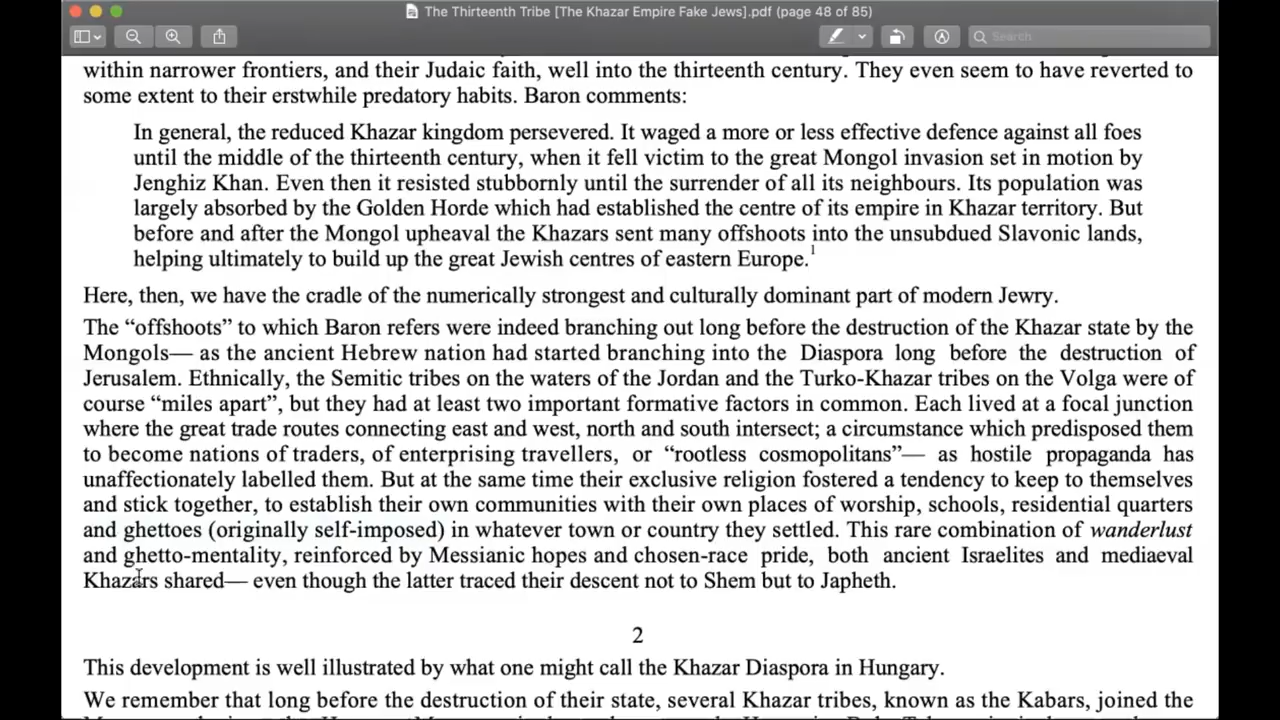 The Thirteenth Tribe [The Khazar Empire Fake Jews].pdf (page 48 of 85)
Search
within narrower frontiers, and their Judaic faith, well into the thirteenth century. They even seem to have reverted to
some extent to their erstwhile predatory habits. Baron comments:
In general, the reduced Khazar kingdom persevered. It waged a more or less effective defence against all foes
until the middle of the thirteenth century, when it fell victim to the great Mongol invasion set in motion by
Jenghiz Khan. Even then it resisted stubbornly until the surrender of all its neighbours. Its population was
largely absorbed by the Golden Horde which had established the centre of its empire in Khazar territory. But
before and after the Mongol upheaval the Khazars sent many offshoots into the unsubdued Slavonic lands,
helping ultimately to build up the great Jewish centres of eastern Europe.1
Here, then, we have the cradle of the numerically strongest and culturally dominant part of modern Jewry.
The “offshoots” to which Baron refers were indeed branching out long before the destruction of the Khazar state by the
Mongols— as the ancient Hebrew nation had started branching into the Diaspora long before the destruction of
Jerusalem. Ethnically, the Semitic tribes on the waters of the Jordan and the Turko-Khazar tribes on the Volga were of
course “miles apart”, but they had at least two important formative factors in common. Each lived at a focal junction
where the great trade routes connecting east and west, north and south intersect; a circumstance which predisposed them
to become nations of traders, of enterprising travellers, or “rootless cosmopolitans”— as hostile propaganda has
unaffectionately labelled them. But at the same time their exclusive religion fostered a tendency to keep to themselves
and stick together, to establish their own communities with their own places of worship, schools, residential quarters
and ghettoes (originally self-imposed) in whatever town or country they settled. This rare combination of wanderlust
and ghetto-mentality, reinforced by Messianic hopes and chosen-race pride, both ancient Israelites and mediaeval
Khazars shared— even though the latter traced their descent not to Shem but to Japheth.
2
This development is well illustrated by what one might call the Khazar Diaspora in Hungary.
We remember that long before the destruction of their state, several Khazar tribes, known as the Kabars, joined the